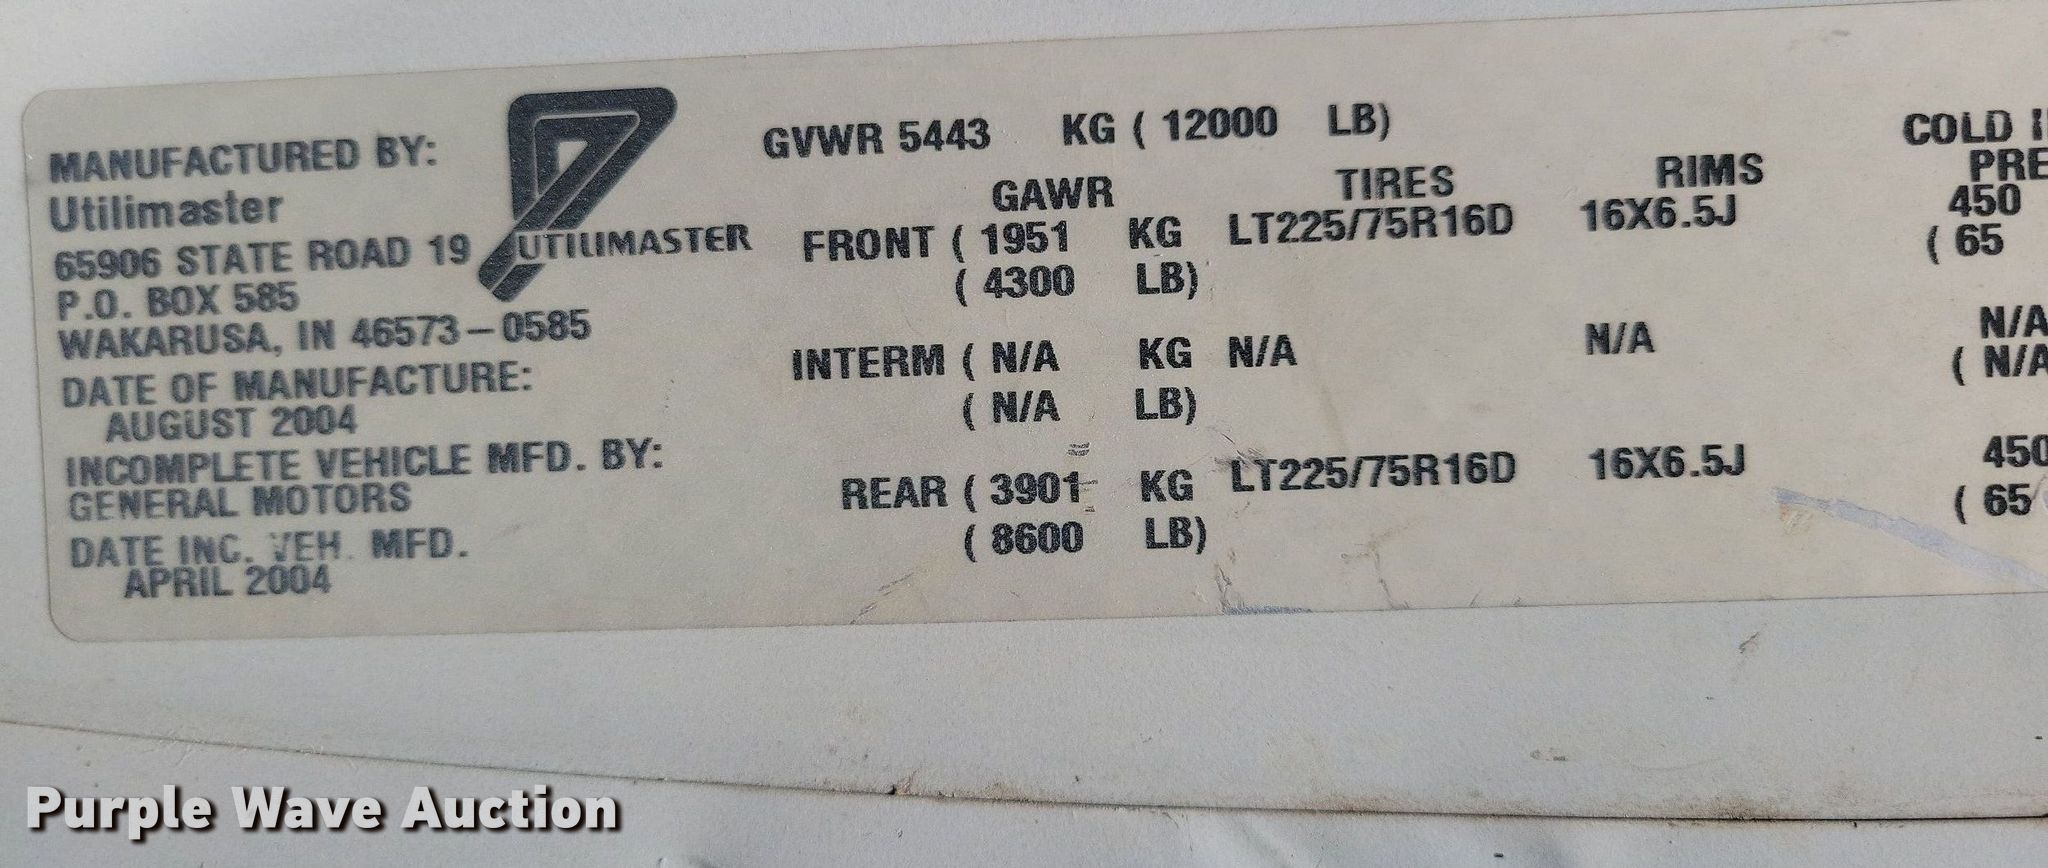 MANUFACTURED BY:
Utilimaster
65906 STATE ROAD 19
P.O. BOX 585
WAKARUSA, IN 46573-0585
DATE OF MANUFACTURE:
AUGUST 2004
INCOMPLETE VEHICLE MFD. BY:
GENERAL MOTORS
DATE INC. VEH. MFD.
APRIL 2004
UTILIMASTER
GVWR 5443 KG ( 12000 LB)
GAWR TIRES RIMS COLD
FRONT ( 1951 KG LT225/75R16D 16X6.5J 450
( 4300 LB) ( 65
INTERM ( N/A KG N/A N/A N/A
( N/A LB) ( N/A
REAR ( 3901 KG LT225/75R16D 16X6.5J 450
( 8600 LB) ( 65
Purple Wave Auction